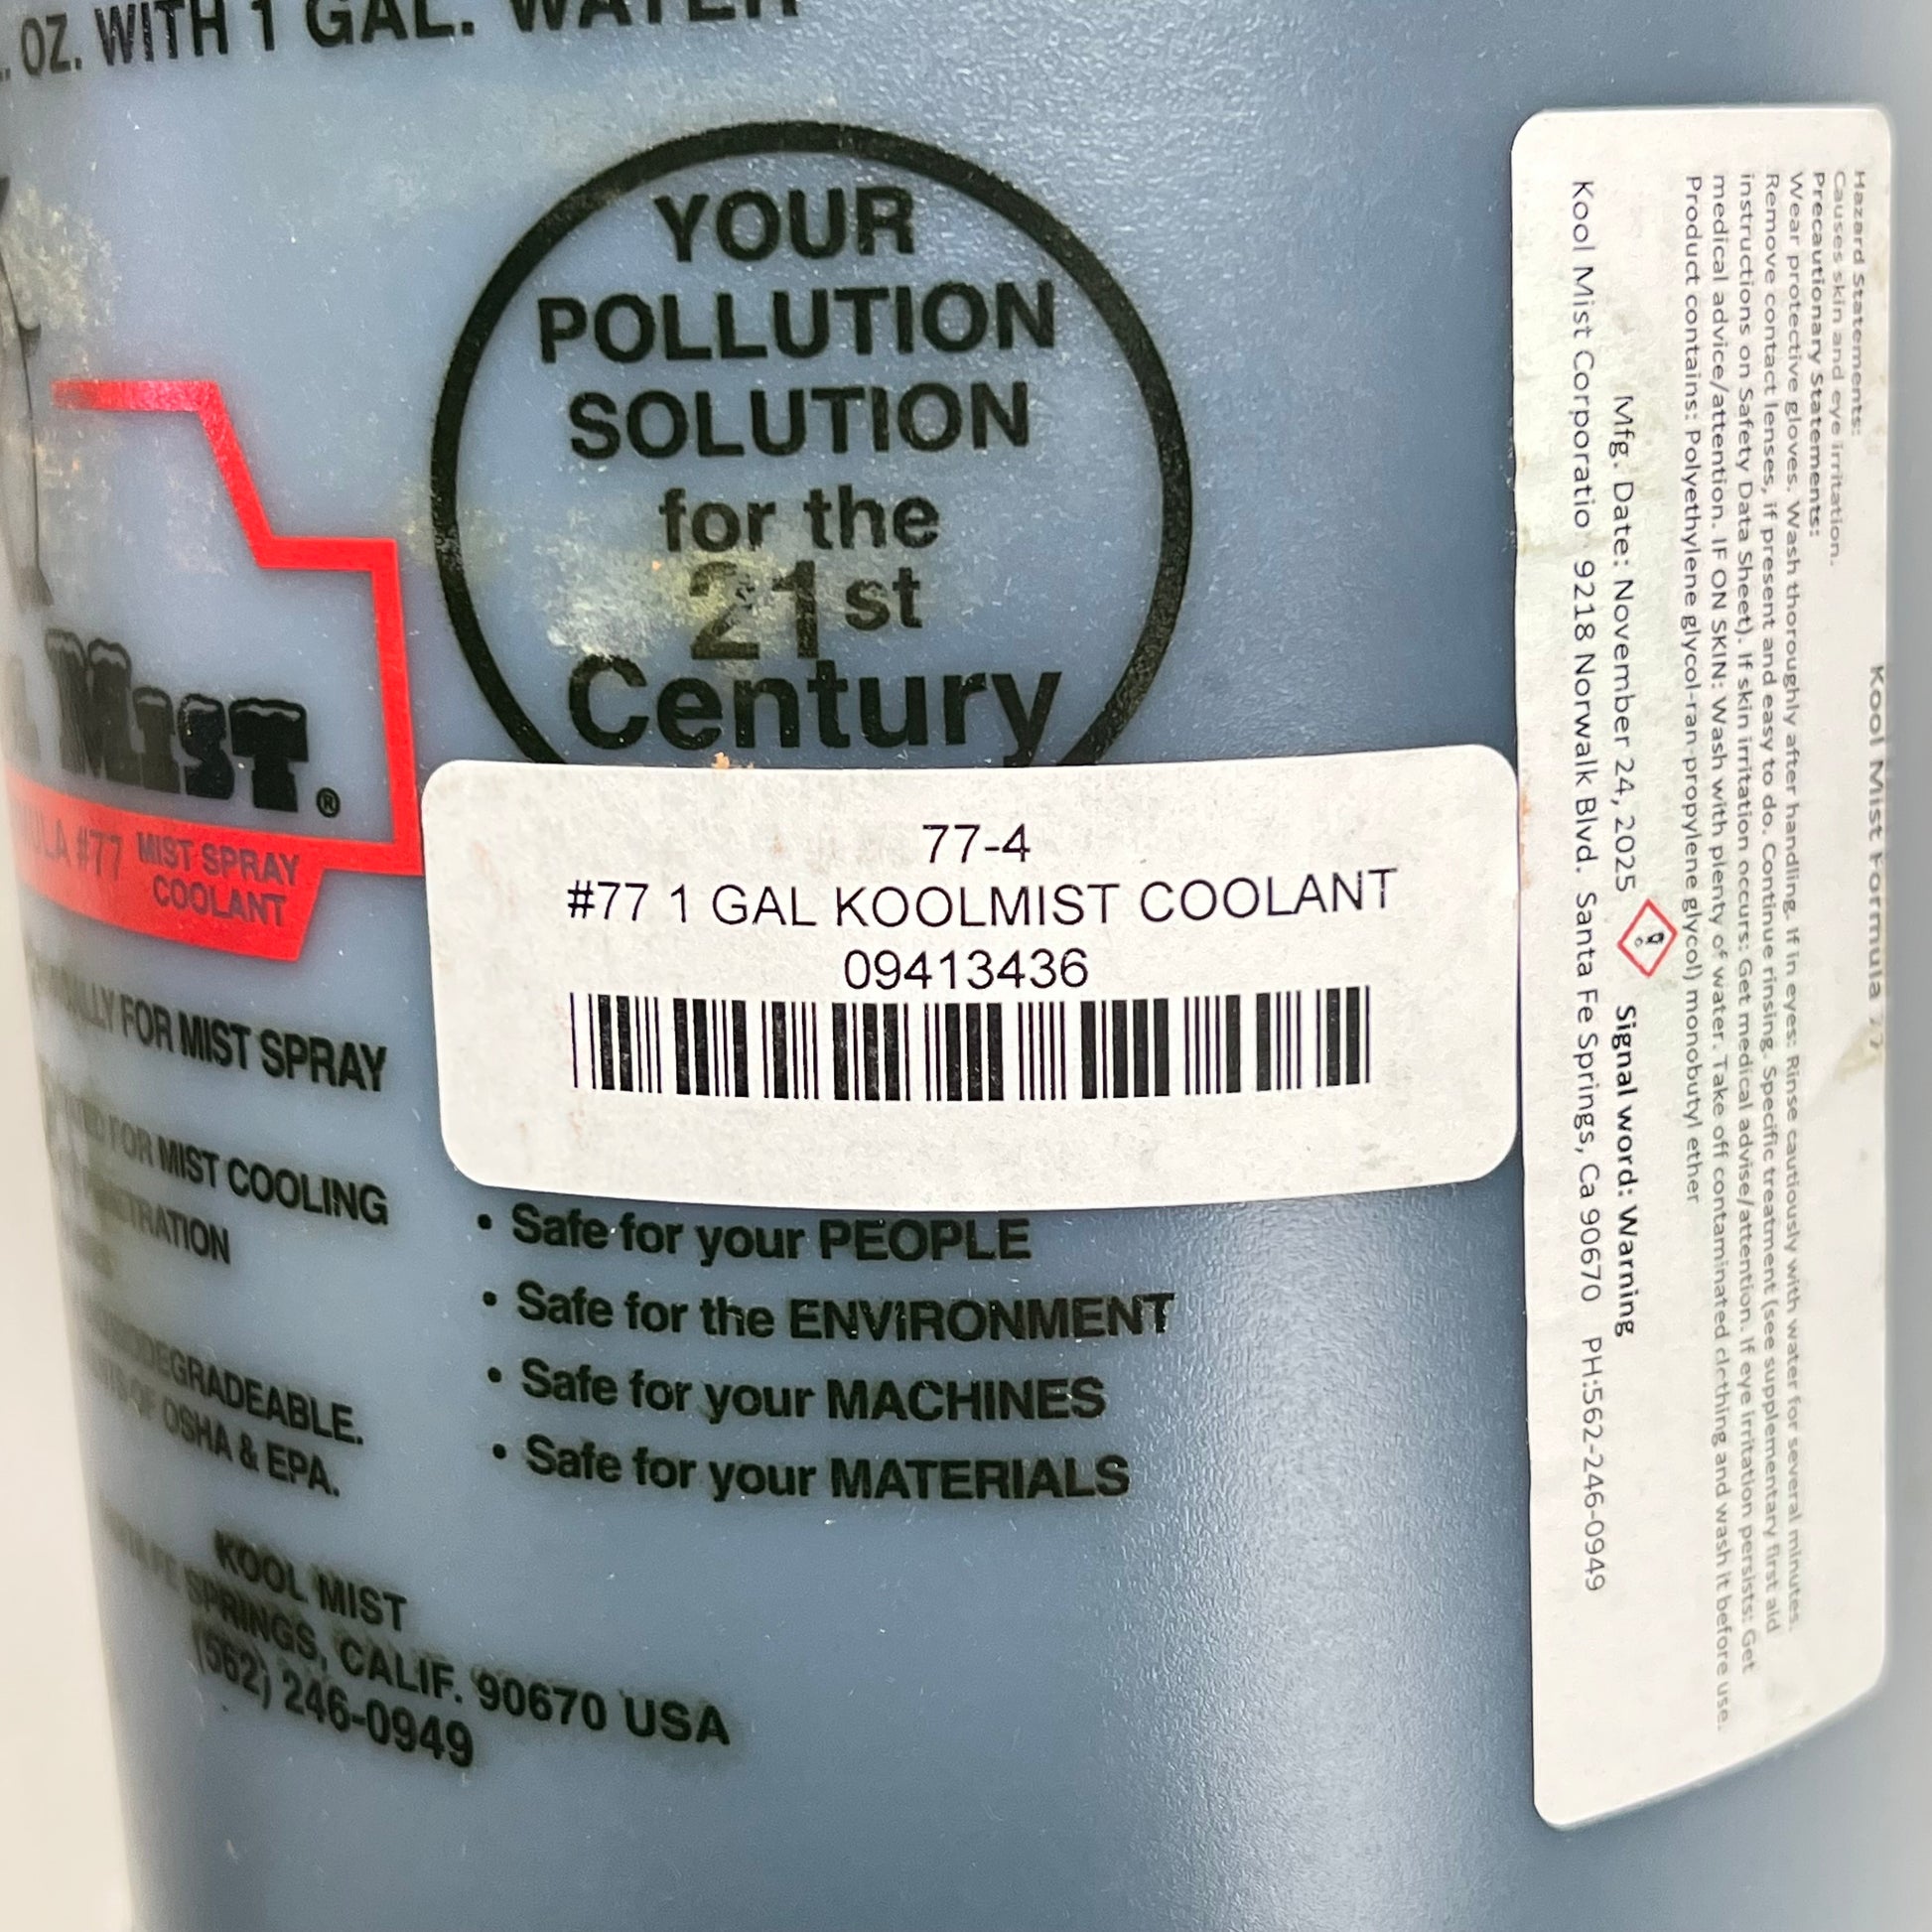 OZ. WITH 1 GAL. WATER
YOUR
POLLUTION
SOLUTION
for the
21st
Century
MIST®
#77 MIST SPRAY
COOLANT
FOR MIST SPRAY
FOR MIST COOLING
OSHA & EPA.
KOOL MIST
SPRINGS, CALIF. 90670 USA
(562) 246-0949
77-4
#77 1 GAL KOOLMIST COOLANT
09413436
• Safe for your PEOPLE
• Safe for the ENVIRONMENT
• Safe for your MACHINES
• Safe for your MATERIALS
Kool Mist Formula 77
Hazard Statements:
Causes skin and eye irritation.
Precautionary Statements:
Wear protective gloves. Wash thoroughly after handling. If in eyes: Rinse cautiously with water for several minutes.
Remove contact lenses, if present and easy to do. Continue rinsing. Specific treatment (see supplementary first aid
instructions on Safety Data Sheet). If skin irritation occurs: Get medical advise/attention. If eye irritation persists: Get
medical advice/attention. IF ON SKIN: Wash with plenty of water. Take off contaminated clothing and wash it before use.
Product contains: Polyethylene glycol-ran-propylene glycol) monobutyl ether
Mfg. Date: November 24, 2025 Signal word: Warning
Kool Mist Corporatio 9218 Norwalk Blvd. Santa Fe Springs, Ca 90670 PH:562-246-0949